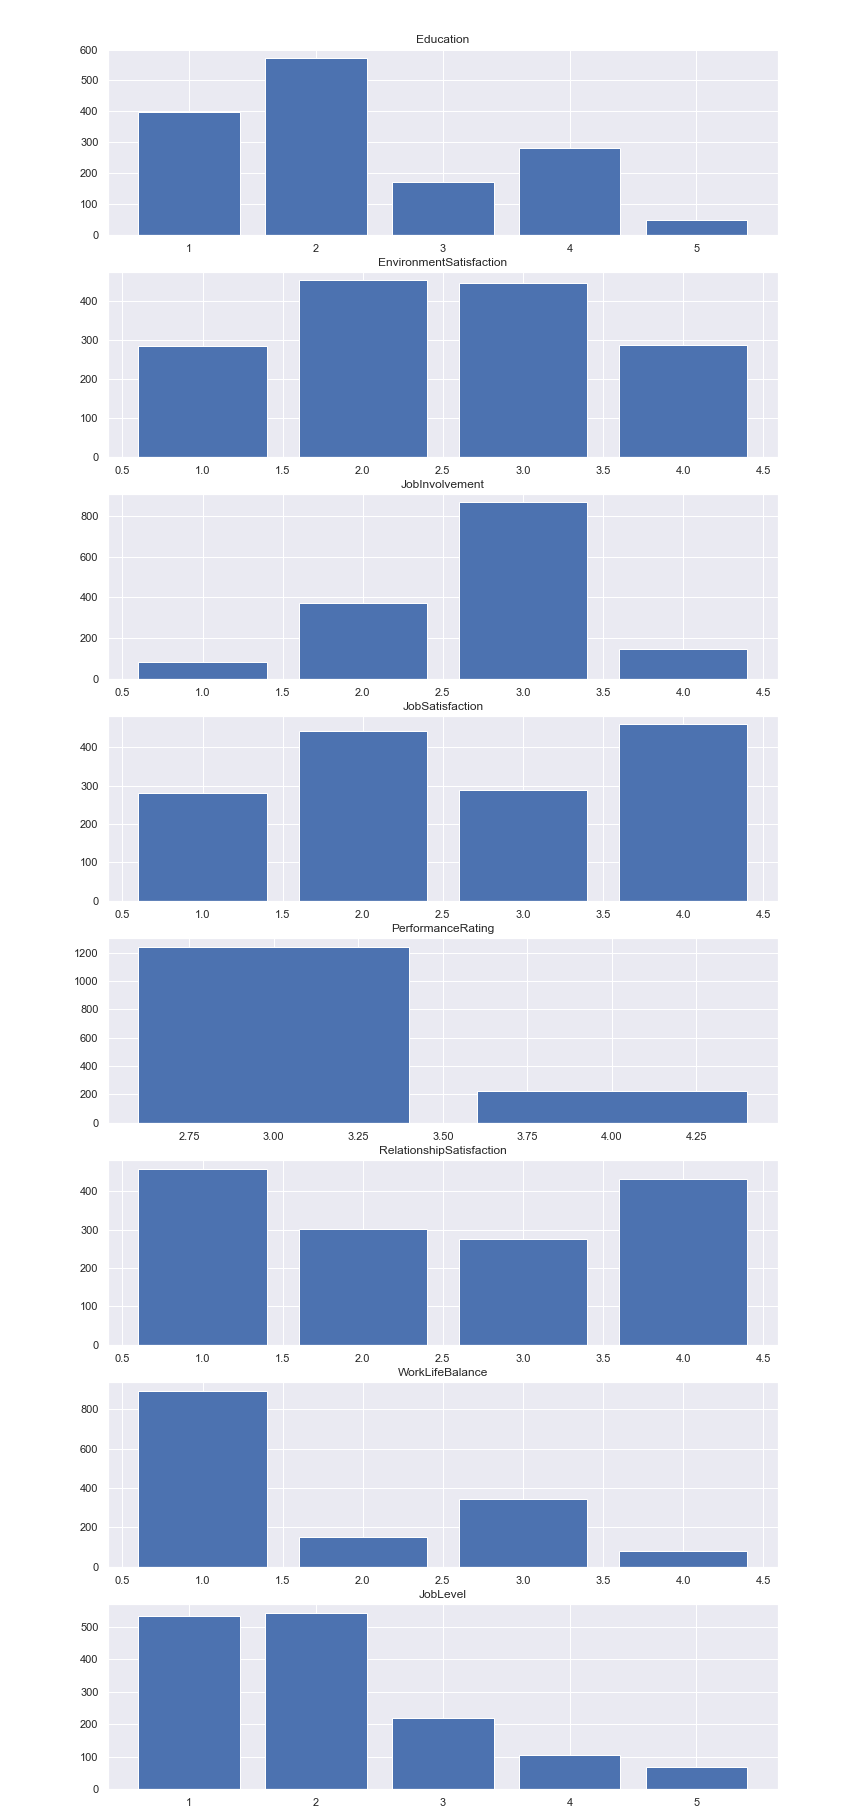 Education
600
500
400
300
200
100
0
1 2 3 4 5
EnvironmentSatisfaction
400
300
200
100
0
0.5 1.0 1.5 2.0 2.5 3.0 3.5 4.0 4.5
JobInvolvement
800
600
400
200
0
0.5 1.0 1.5 2.0 2.5 3.0 3.5 4.0 4.5
JobSatisfaction
400
300
200
100
0
0.5 1.0 1.5 2.0 2.5 3.0 3.5 4.0 4.5
PerformanceRating
1200
1000
800
600
400
200
0
2.75 3.00 3.25 3.50 3.75 4.00 4.25
RelationshipSatisfaction
400
300
200
100
0
0.5 1.0 1.5 2.0 2.5 3.0 3.5 4.0 4.5
WorkLifeBalance
800
600
400
200
0
0.5 1.0 1.5 2.0 2.5 3.0 3.5 4.0 4.5
JobLevel
500
400
300
200
100
0
1 2 3 4 5